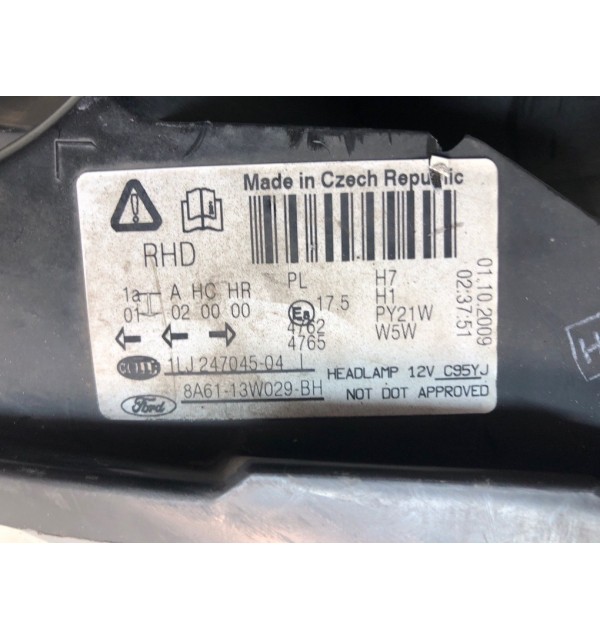 Made in Czech Republic
RHD
1a A HC HR
01 02 00 00
PL
17.5
4762
4765
H7
H1
PY21W
W5W
01.10.2009
02:37:51
1LJ 247045-04 L
HEADLAMP 12V C95YJ
Ford
8A61-13W029-BH
NOT DOT APPROVED
H